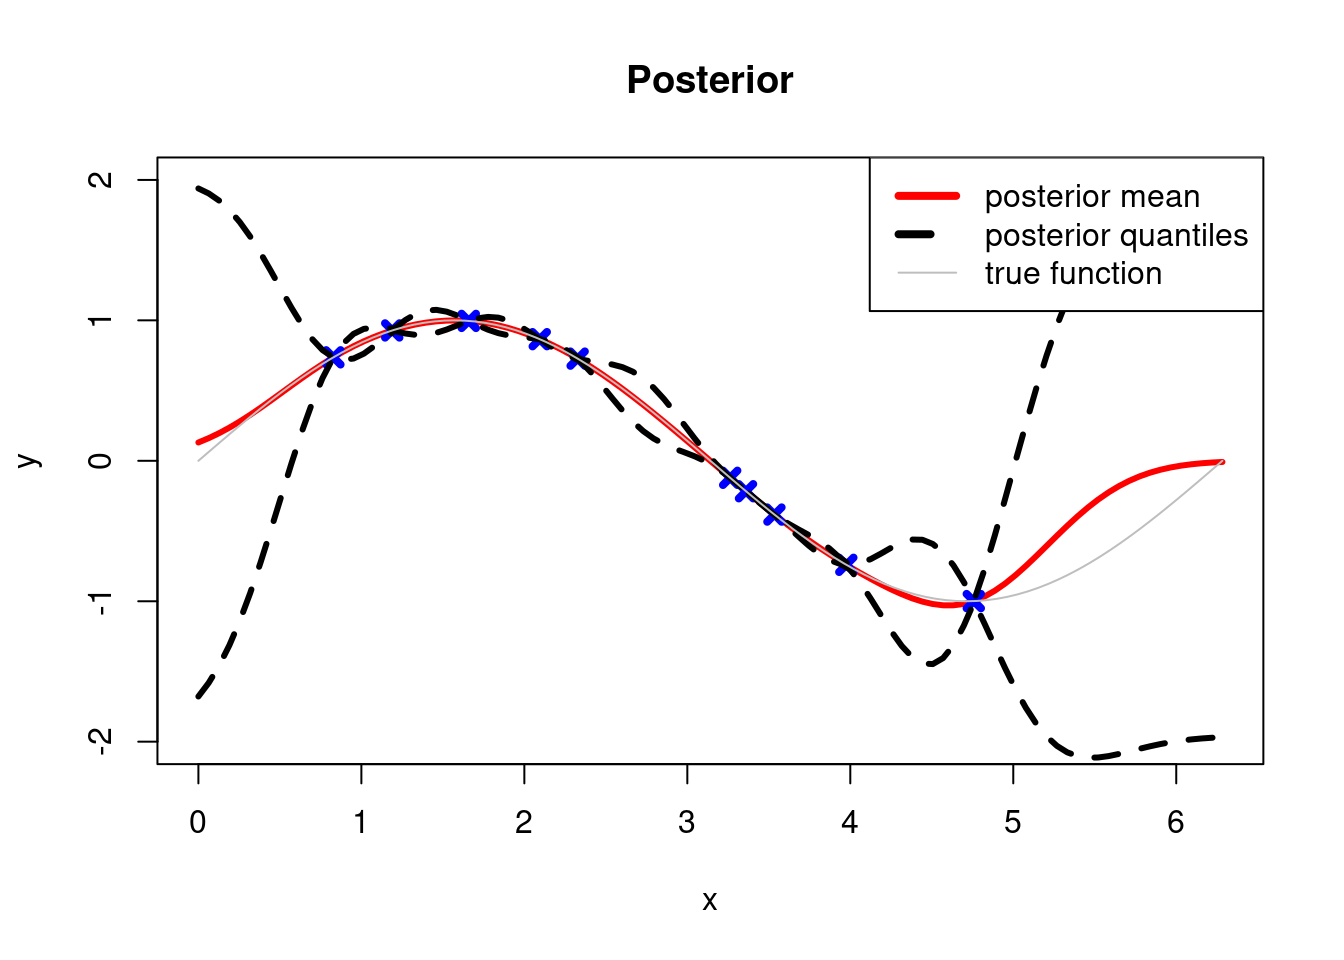 Posterior
posterior mean
posterior quantiles
true function
2
1
0
-1
-2
y
0 1 2 3 4 5 6
x